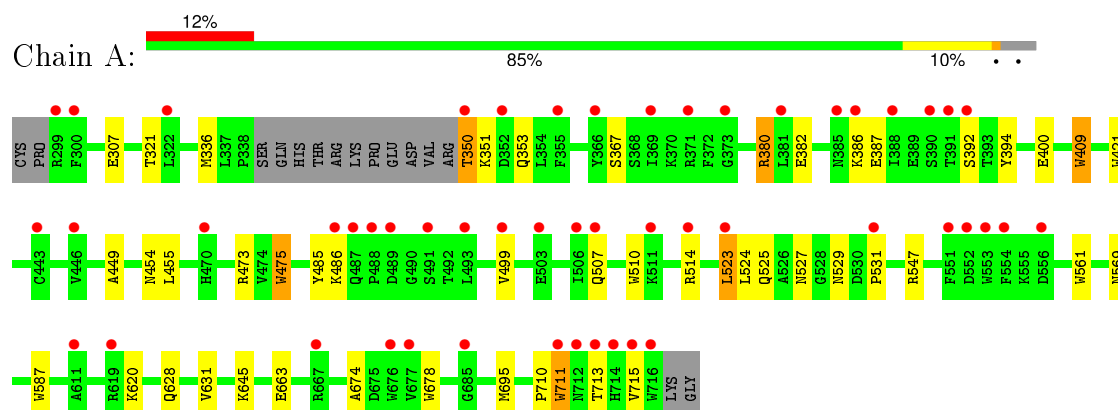 12%
Chain A:
85% 10% • •
CYS PRO R299 F300 E307 T321 L322 M336 L337 P338 SER GLN HIS THR ARG LYS PRO GLU ASP VAL ARG T350 K351 D352 Q353 L354 F355 Y366 S367 S368 I369 K370 R371 F372 G373 R380 L381 E382 N385 K386 E387 I388 E389 S390 T391 S392 T393 Y394 E400 W409 W421
C443 V446 A449 N454 L455 H470 R473 V474 W475 Y485 K486 Q487 P488 D489 G490 S491 T492 L493 V499 E503 I506 Q507 W510 K511 R514 L523 L524 Q525 A526 N527 G528 N529 D530 P531 R547 F551 D552 W553 F554 K555 D556 W561 N569
W587 A611 R619 K620 Q628 V631 K645 E663 R667 A674 D675 W676 V677 W678 G685 M695 P710 W711 N712 T713 H714 V715 W716 LYS GLY